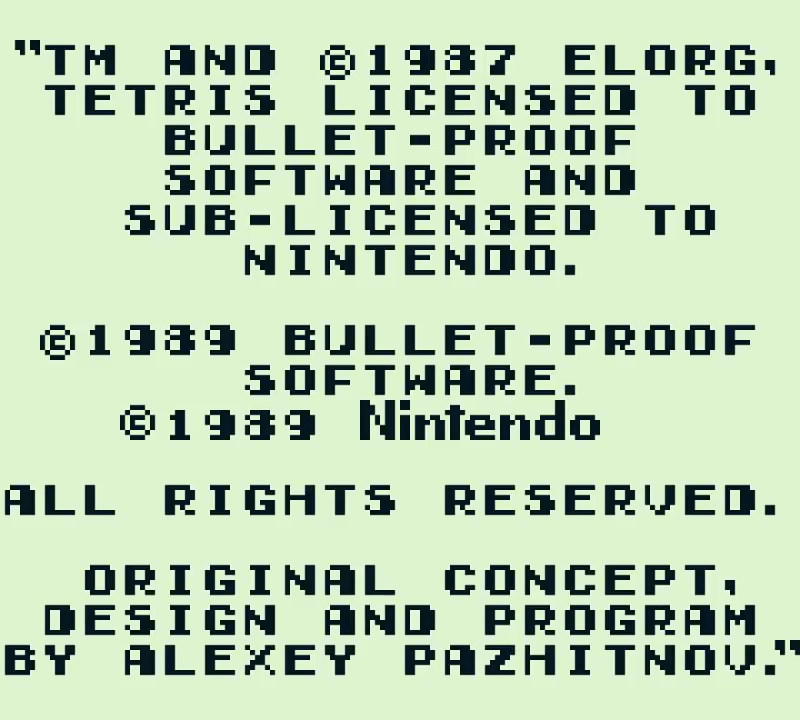 "TM AND ©1987 ELORG,
TETRIS LICENSED TO
BULLET-PROOF
SOFTWARE AND
SUB-LICENSED TO
NINTENDO.
©1989 BULLET-PROOF
SOFTWARE.
©1989 Nintendo
ALL RIGHTS RESERVED.
ORIGINAL CONCEPT,
DESIGN AND PROGRAM
BY ALEXEY PAZHITNOV."